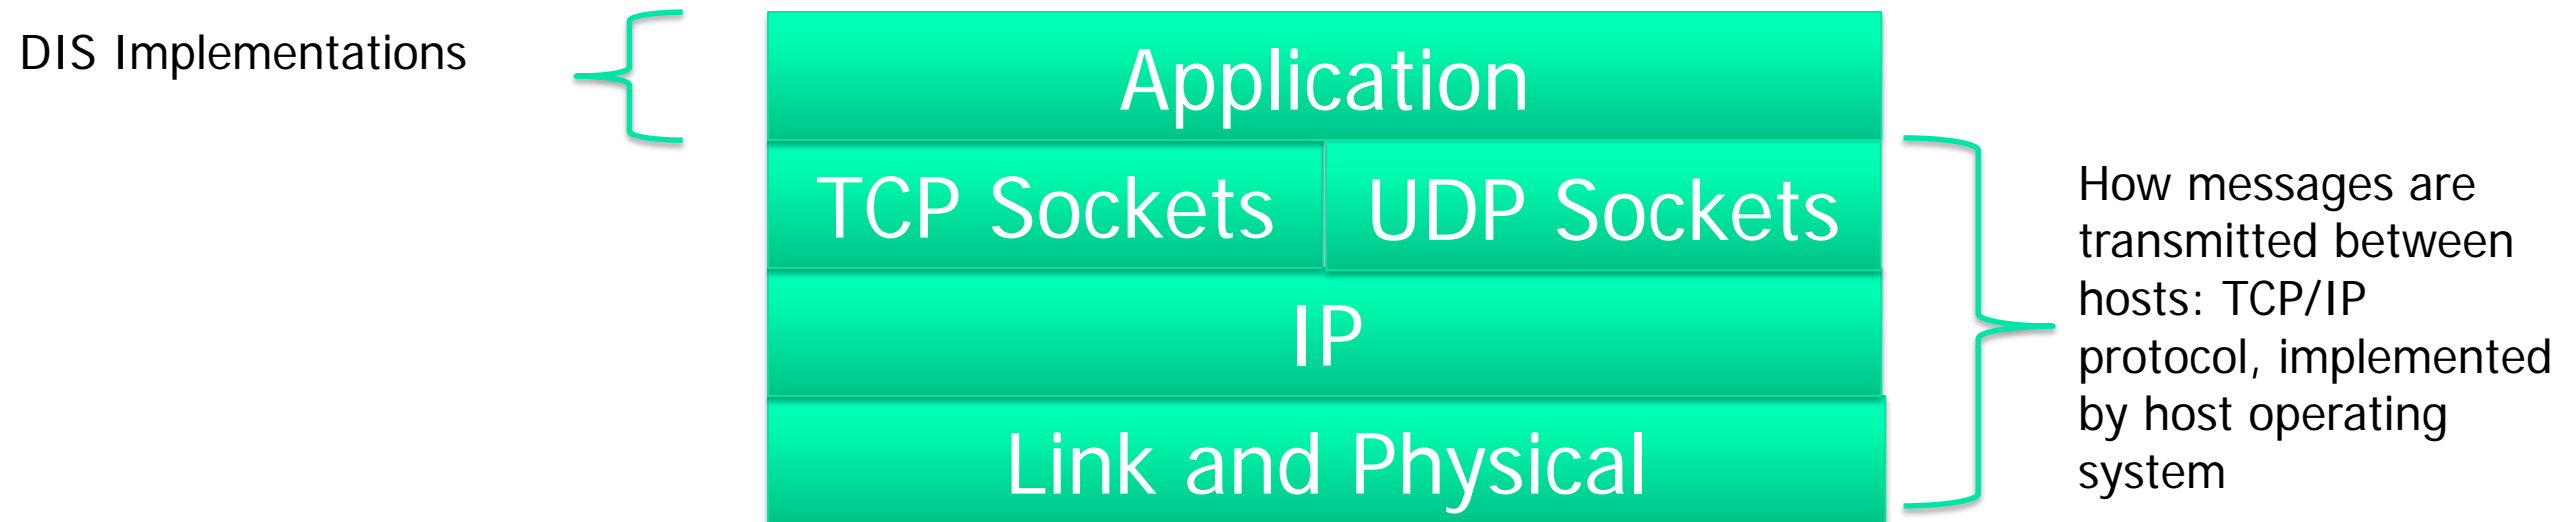 DIS Implementations
Application
TCP Sockets
UDP Sockets
IP
Link and Physical
How messages are
transmitted between
hosts: TCP/IP
protocol, implemented
by host operating
system